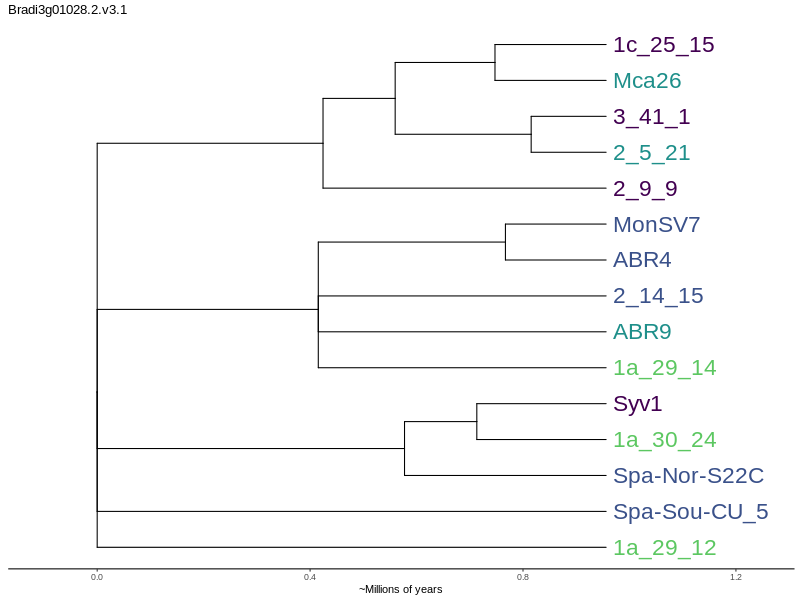 Bradi3g01028.2.v3.1
1c_25_15
Mca26
3_41_1
2_5_21
2_9_9
MonSV7
ABR4
2_14_15
ABR9
1a_29_14
Syv1
1a_30_24
Spa-Nor-S22C
Spa-Sou-CU_5
1a_29_12
0.0 0.4 0.8 1.2
~Millions of years